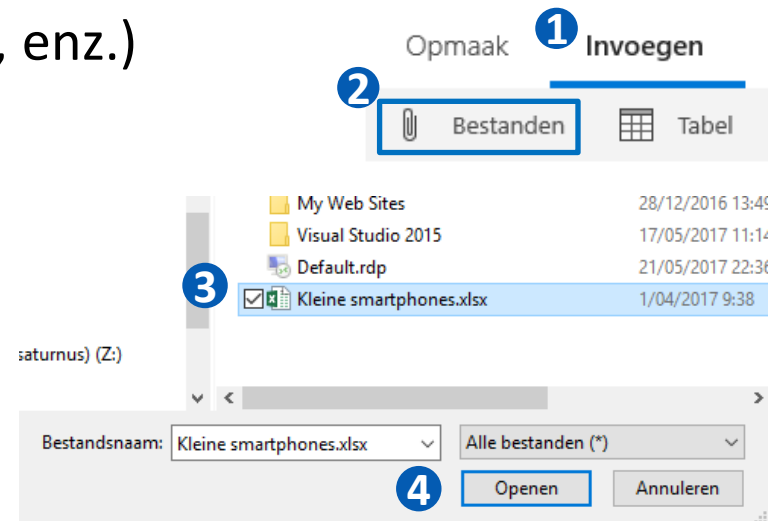 , enz.)
Opmaak 1 Invoegen
2
Bestanden Tabel
My Web Sites 28/12/2016 13:49
Visual Studio 2015 17/05/2017 11:14
Default.rdp 21/05/2017 22:36
3 Kleine smartphones.xlsx 1/04/2017 9:38
saturnus) (Z:)
Bestandsnaam: Kleine smartphones.xlsx Alle bestanden (*)
4 Openen Annuleren